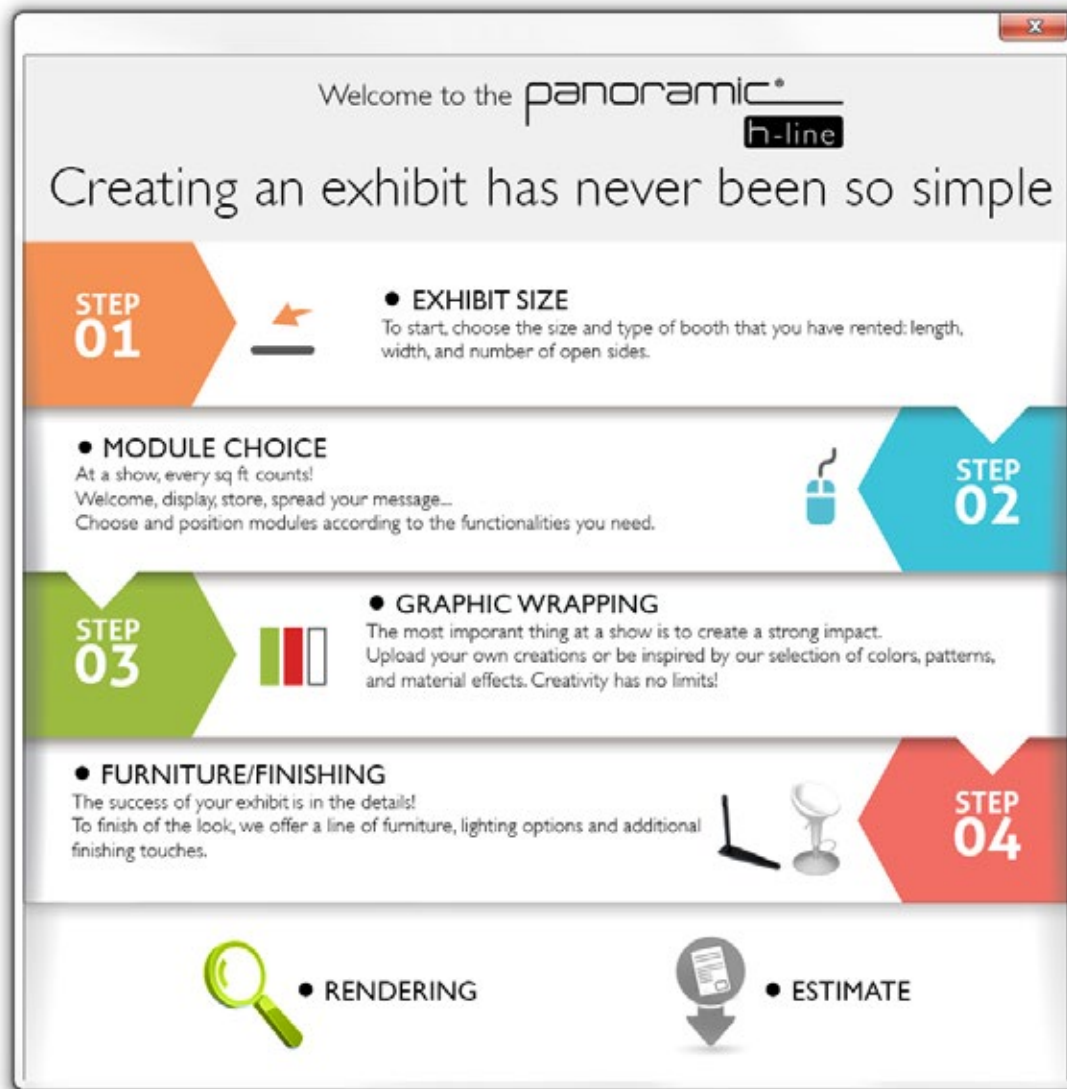 Welcome to the panoramic®
h-line
Creating an exhibit has never been so simple
STEP
01
● EXHIBIT SIZE
To start, choose the size and type of booth that you have rented: length,
width, and number of open sides.
● MODULE CHOICE
At a show, every sq ft counts!
Welcome, display, store, spread your message...
Choose and position modules according to the functionalities you need.
STEP
02
STEP
03
● GRAPHIC WRAPPING
The most imporant thing at a show is to create a strong impact.
Upload your own creations or be inspired by our selection of colors, patterns,
and material effects. Creativity has no limits!
● FURNITURE/FINISHING
The success of your exhibit is in the details!
To finish of the look, we offer a line of furniture, lighting options and additional
finishing touches.
STEP
04
● RENDERING
● ESTIMATE